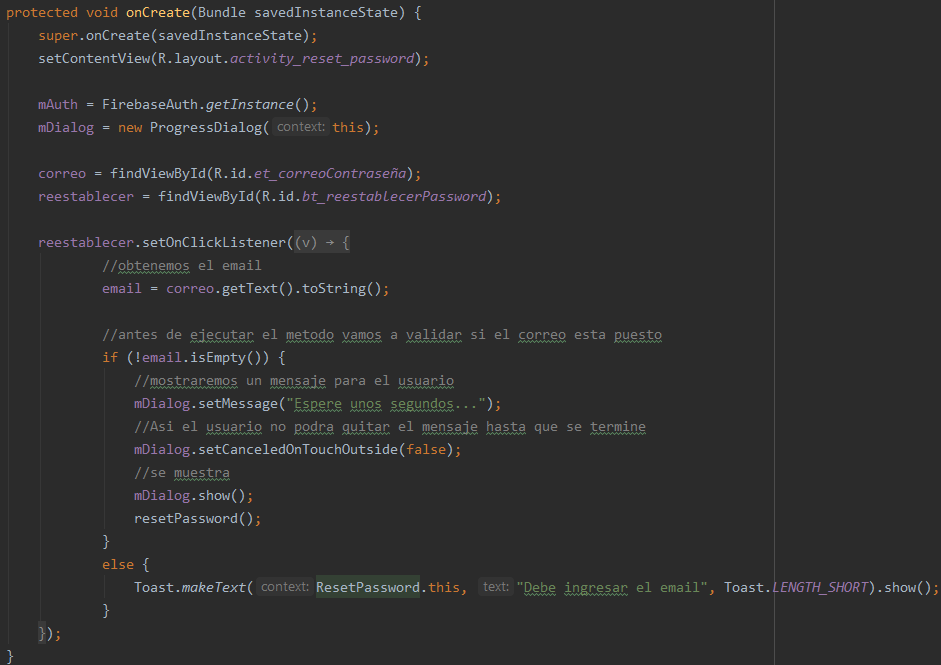 protected void onCreate(Bundle savedInstanceState) {
super.onCreate(savedInstanceState);
setContentView(R.layout.activity_reset_password);
mAuth = FirebaseAuth.getInstance();
mDialog = new ProgressDialog( context: this);
correo = findViewById(R.id.et_correoContraseña);
reestablecer = findViewById(R.id.bt_reestablecerPassword);
reestablecer.setOnClickListener((v) → {
//obtenemos el email
email = correo.getText().toString();
//antes de ejecutar el metodo vamos a validar si el correo esta puesto
if (!email.isEmpty()) {
//mostraremos un mensaje para el usuario
mDialog.setMessage("Espere unos segundos...");
//Asi el usuario no podra quitar el mensaje hasta que se termine
mDialog.setCanceledOnTouchOutside(false);
//se muestra
mDialog.show();
resetPassword();
}
else {
Toast.makeText( context: ResetPassword.this, text: "Debe ingresar el email", Toast.LENGTH_SHORT).show();
}
});
}